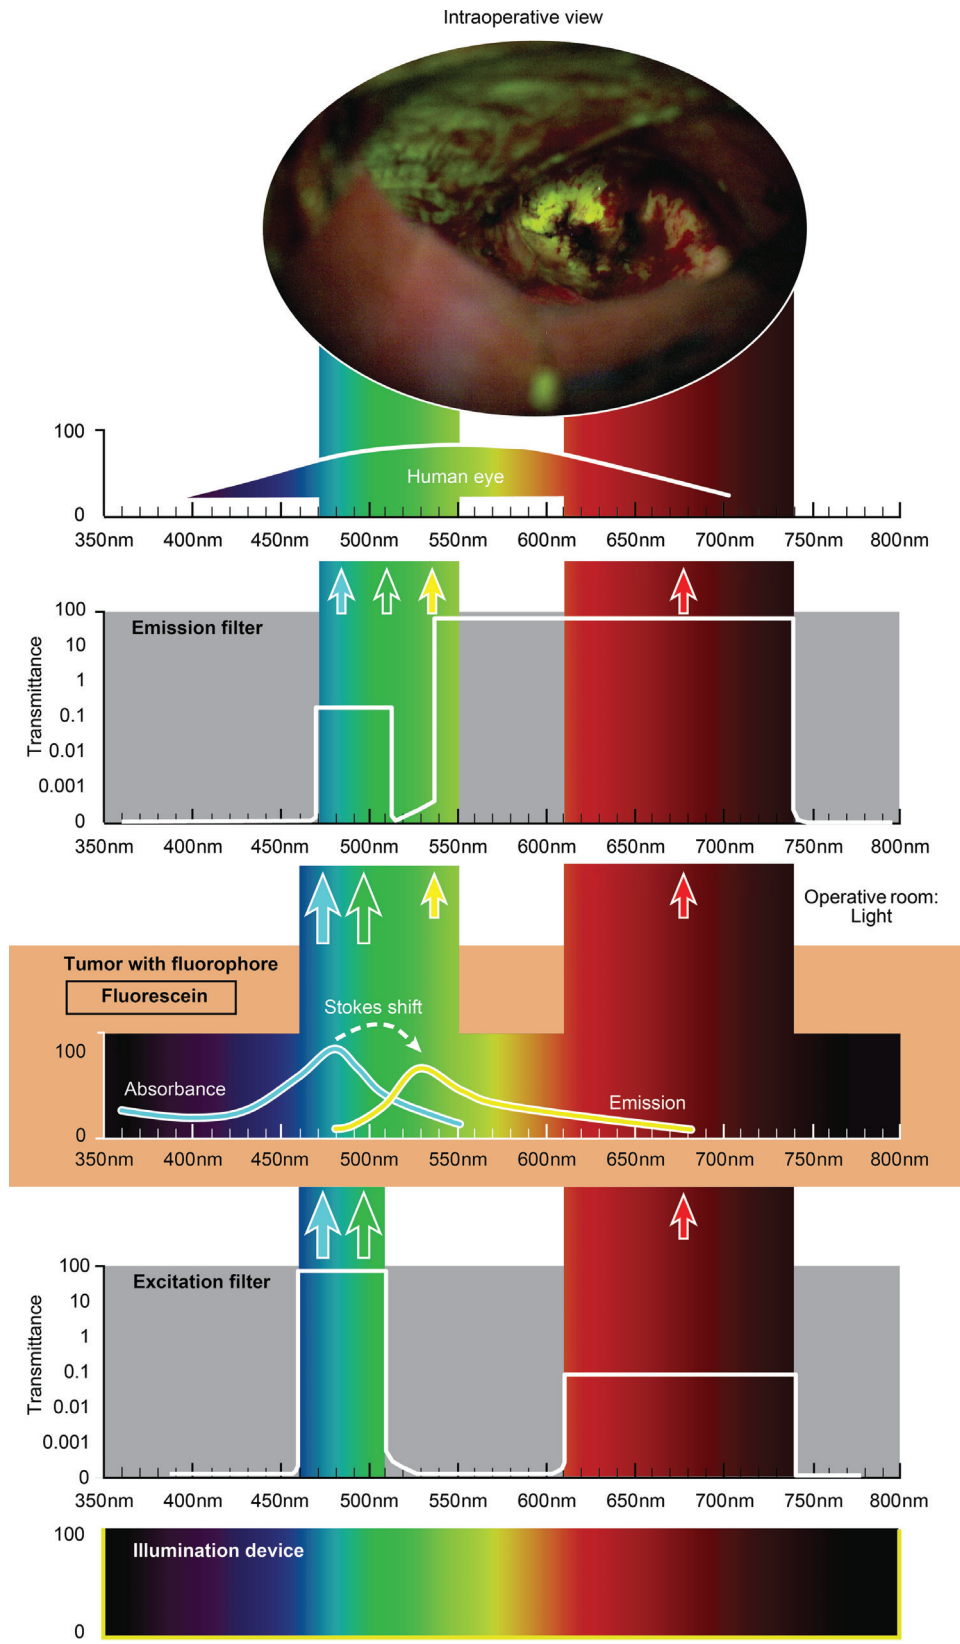 Intraoperative view
100
Human eye
0
350nm 400nm 450nm 500nm 550nm 600nm 650nm 700nm 750nm 800nm
Transmittance
100
Emission filter
10
1
0.1
0.01
0.001
0
350nm 400nm 450nm 500nm 550nm 600nm 650nm 700nm 750nm 800nm
Operative room:
Light
Tumor with fluorophore
Fluorescein
Stokes shift
100
Absorbance
Emission
0
350nm 400nm 450nm 500nm 550nm 600nm 650nm 700nm 750nm 800nm
Transmittance
100
Excitation filter
10
1
0.1
0.01
0.001
0
350nm 400nm 450nm 500nm 550nm 600nm 650nm 700nm 750nm 800nm
100
Illumination device
0